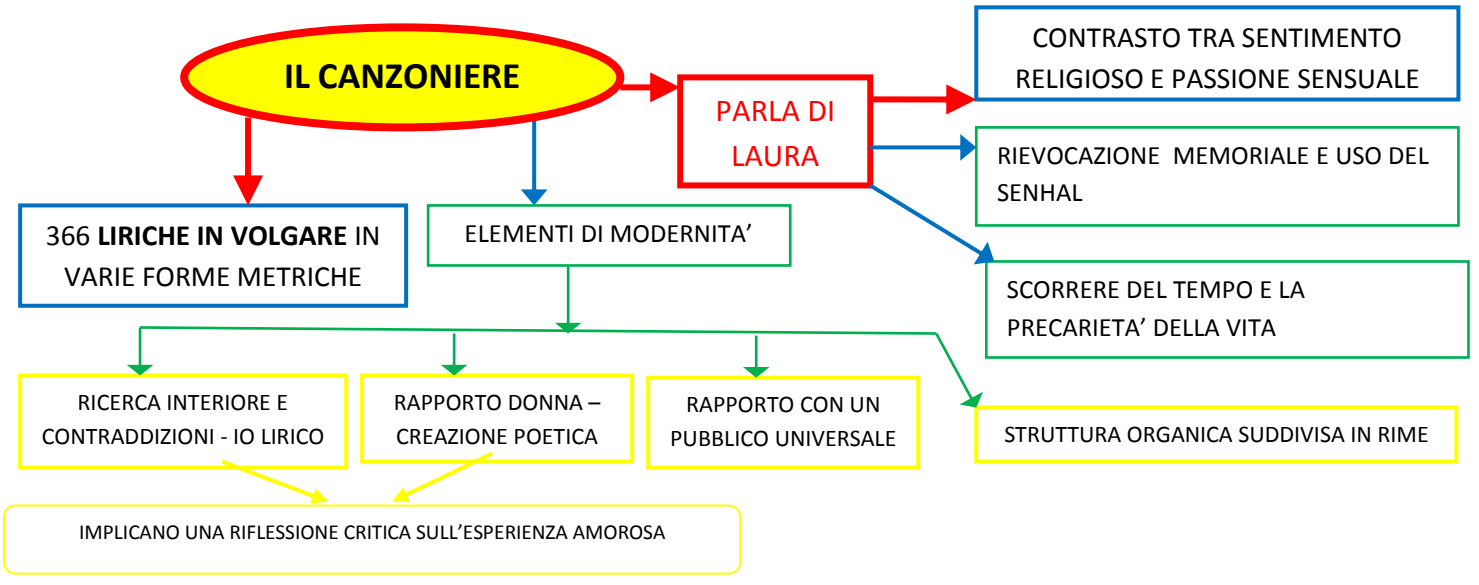 IL CANZONIERE
PARLA DI
LAURA
CONTRASTO TRA SENTIMENTO
RELIGIOSO E PASSIONE SENSUALE
RIEVOCAZIONE MEMORIALE E USO DEL
SENHAL
SCORRERE DEL TEMPO E LA
PRECARIETA’ DELLA VITA
366 LIRICHE IN VOLGARE IN
VARIE FORME METRICHE
ELEMENTI DI MODERNITA’
RICERCA INTERIORE E
CONTRADDIZIONI - IO LIRICO
RAPPORTO DONNA –
CREAZIONE POETICA
RAPPORTO CON UN
PUBBLICO UNIVERSALE
STRUTTURA ORGANICA SUDDIVISA IN RIME
IMPLICANO UNA RIFLESSIONE CRITICA SULL’ESPERIENZA AMOROSA